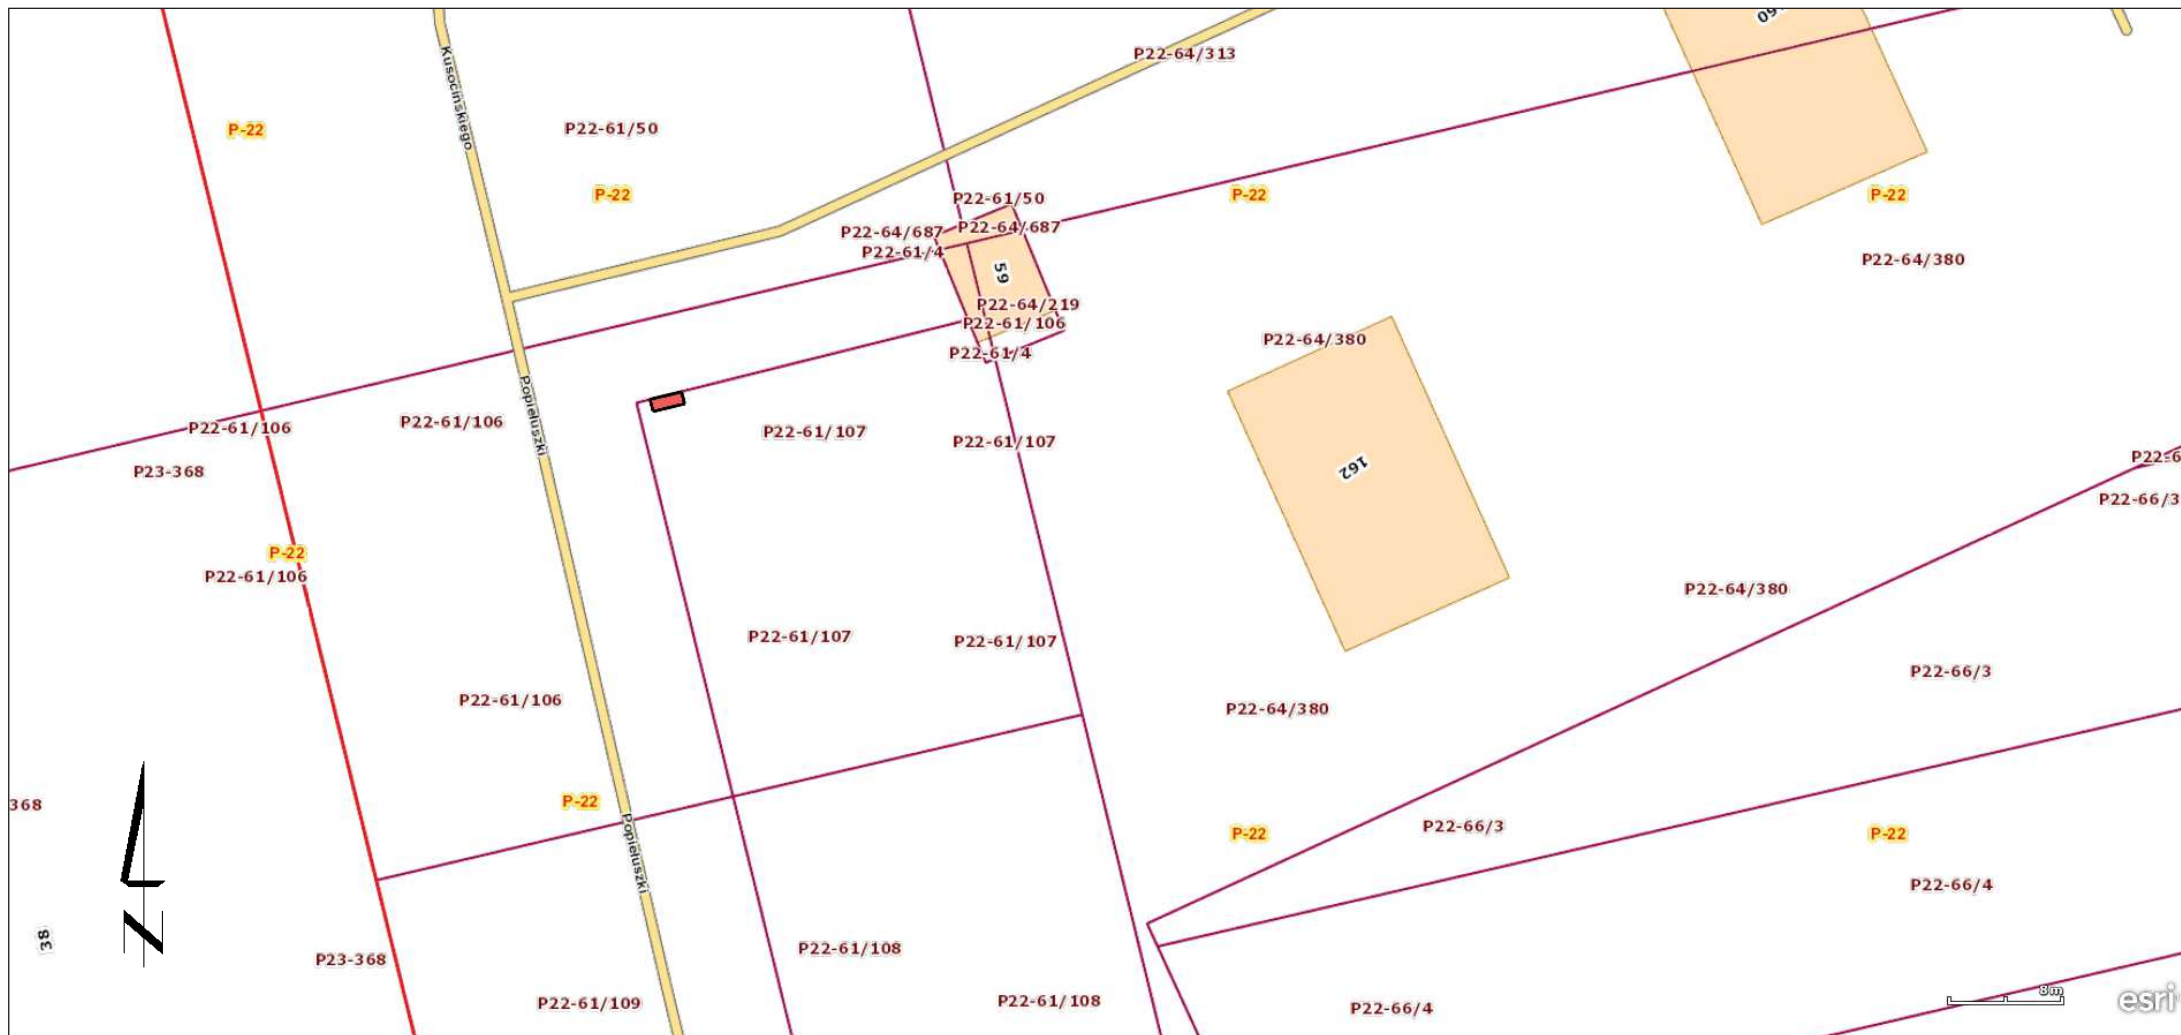 P22-64/313
Kusocińskiego
P-22
P22-61/50
P-22
P-22
P-22
P22-61/50
P22-64/687
P22-64/687
P22-61/4
59
P22-64/380
P22-64/219
P22-61/106
P22-61/4
P22-64/380
P22-61/106
P22-61/106
Popiełuszki
P22-61/107
P22-61/107
162
P23-368
P22-6
P22-66/3
P-22
P22-61/106
P22-64/380
P22-61/107
P22-61/107
P22-66/3
P22-61/106
P22-64/380
P-22
368
Popiełuszki
P22-66/3
P-22
P-22
P22-66/4
N
38
P23-368
P22-61/108
P22-61/109
P22-61/108
P22-66/4
8m
esri